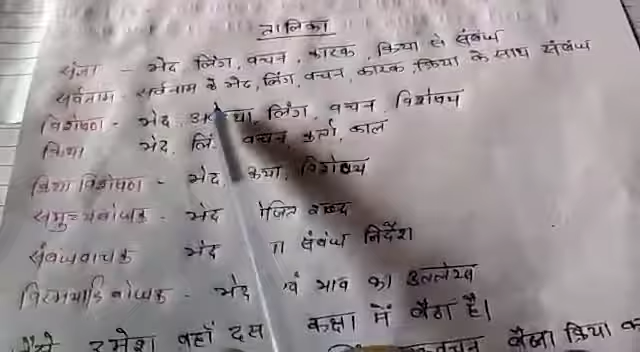 तालिका
संज्ञा - भेद, लिंग, वचन, कारक, क्रिया से संबंध
सर्वनाम - सर्वनाम के भेद, लिंग, वचन, कारक, क्रिया के साथ संबंध
विशेषण - भेद, लिंग, वचन, विशेष्य
क्रिया भेद, लिं वचन, कर्ता, काल
क्रिया विशेषण - भेद, विशेष्य
समुच्चयबोधक - भेद जित शब्द
संबंधवाचक भेद संबंध निर्देश
विस्मयादिबोधक - भेद वं भाव का उल्लेख
रमेश वहाँ दस कक्षा में बैठा है।
बैठा क्रिया